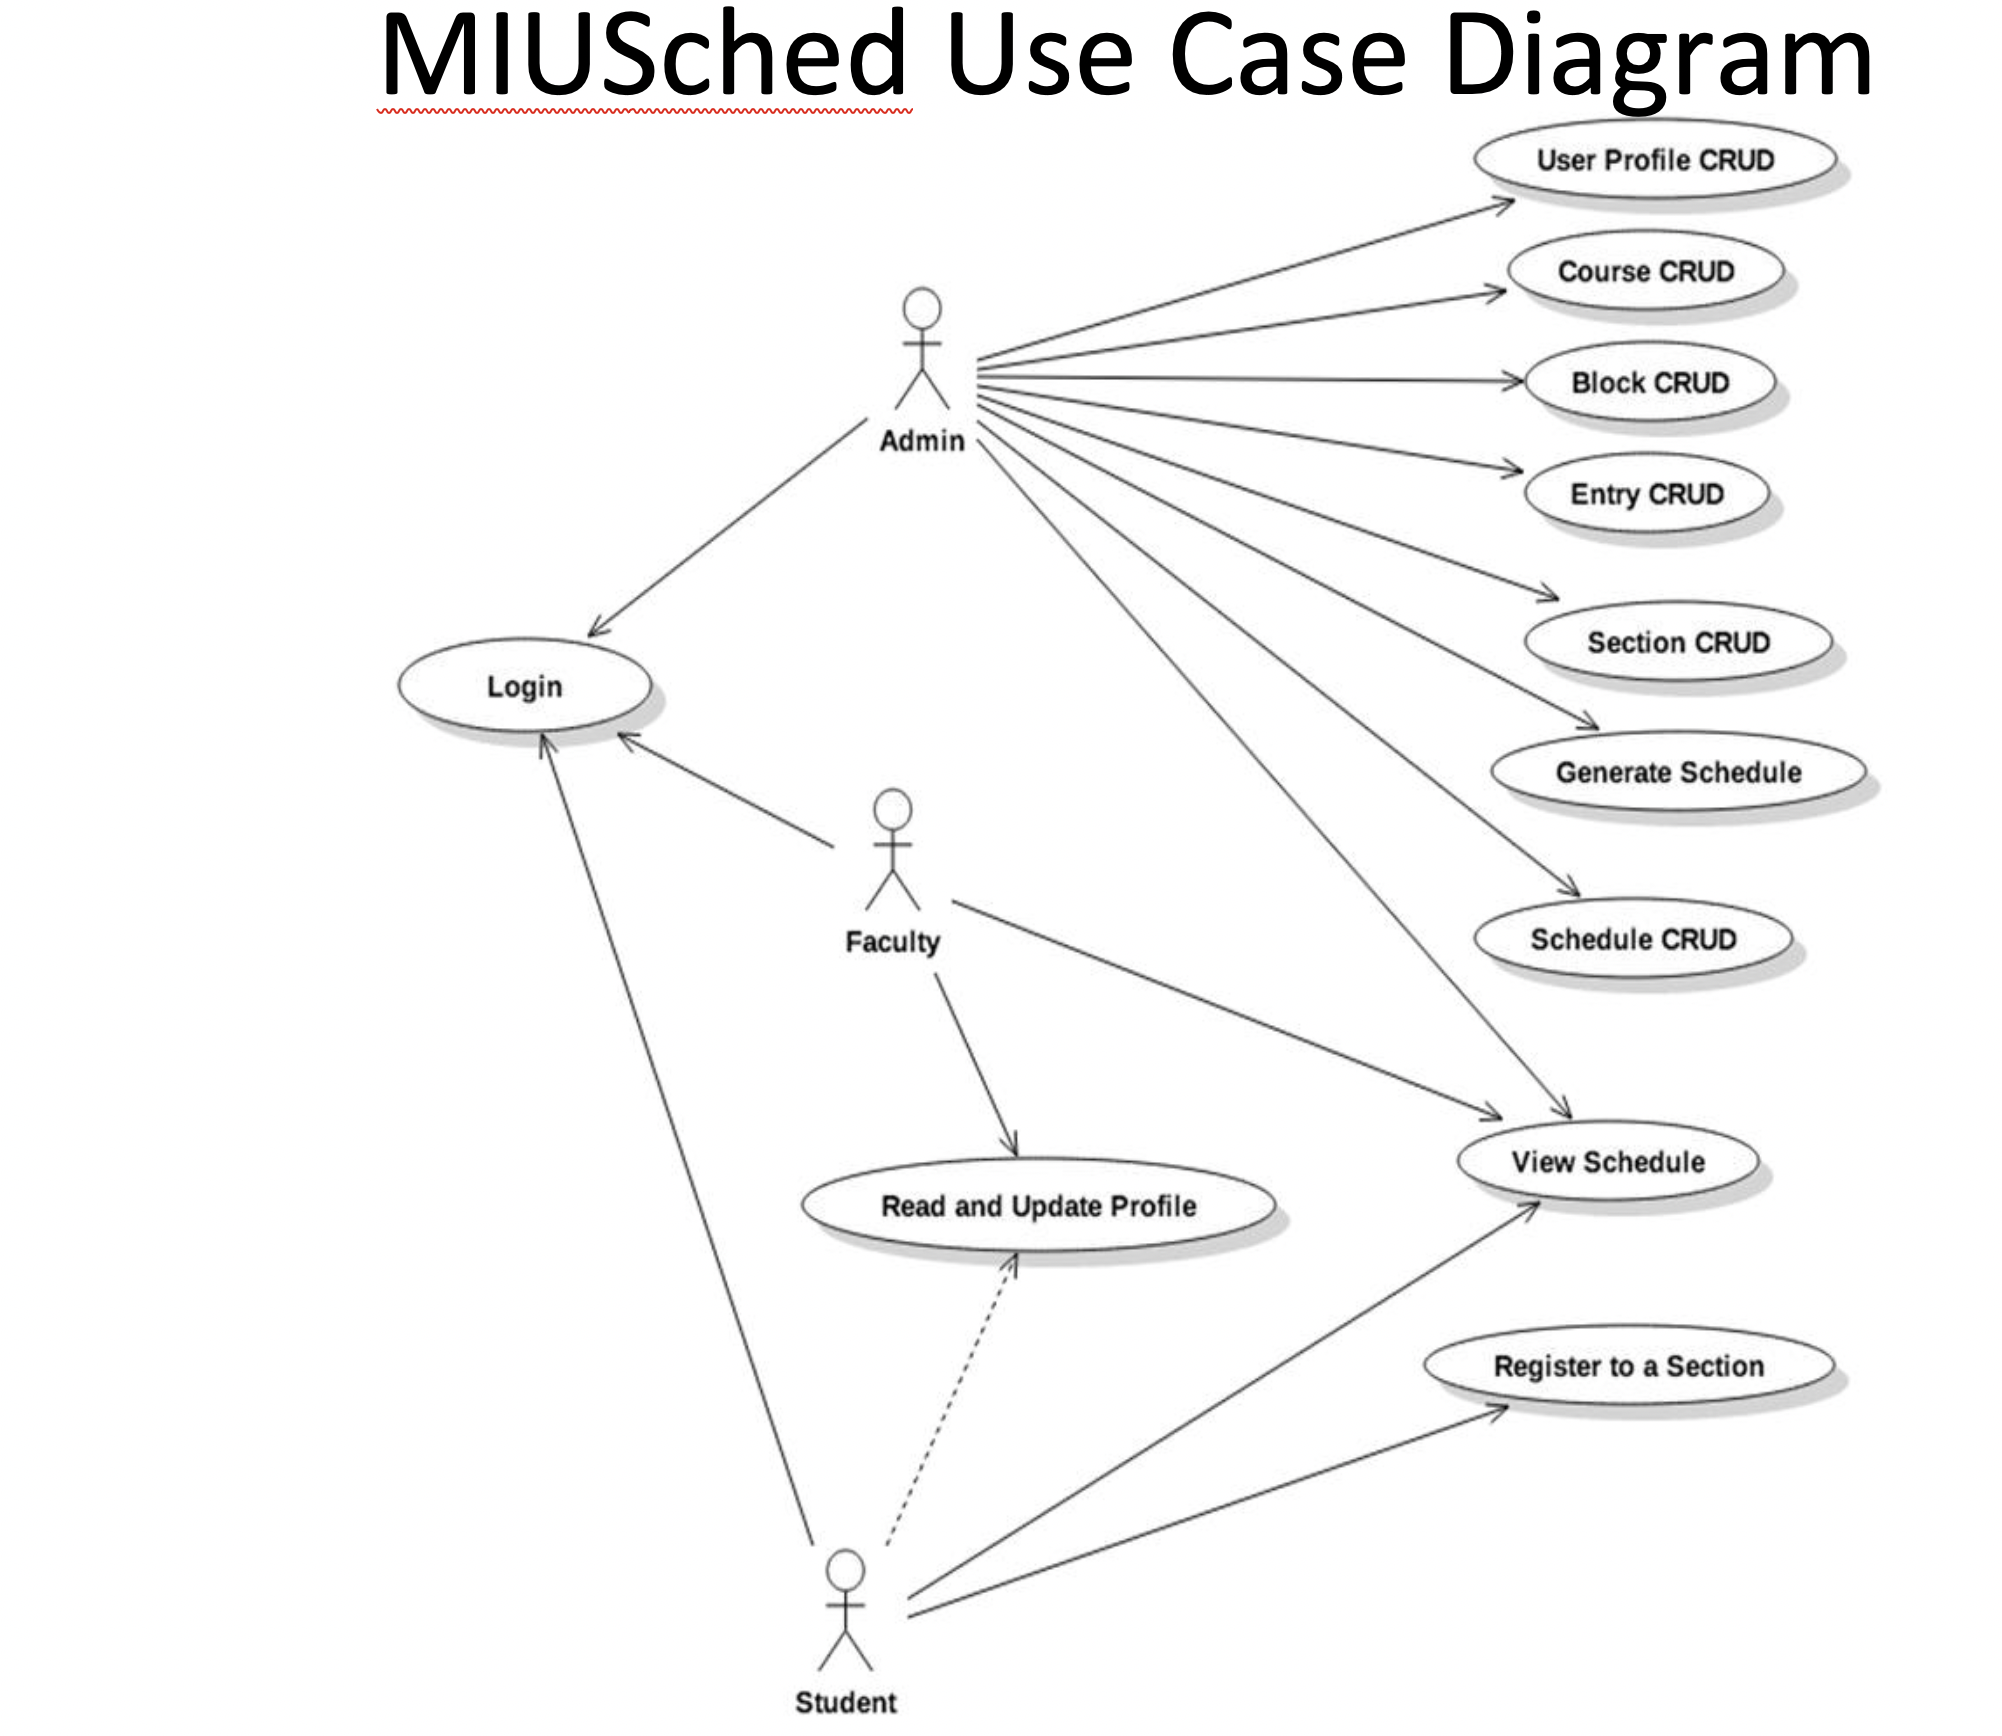 MIUSched Use Case Diagram
User Profile CRUD
Course CRUD
Block CRUD
Admin
Entry CRUD
Section CRUD
Login
Generate Schedule
Faculty
Schedule CRUD
View Schedule
Read and Update Profile
Register to a Section
Student